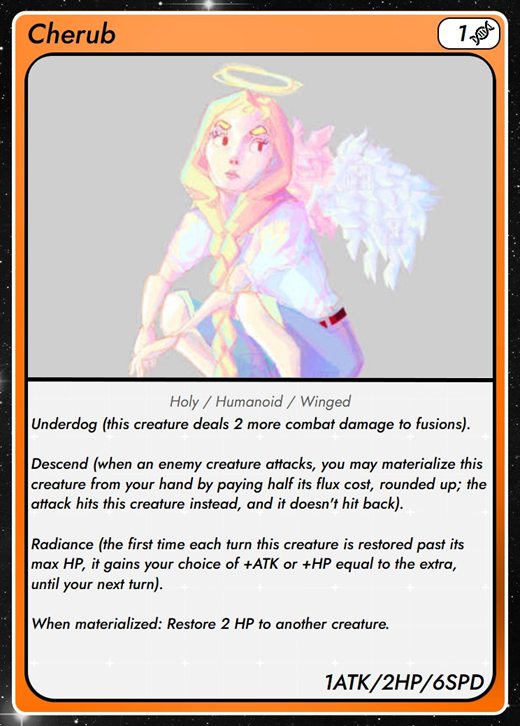 Cherub
1
Holy / Humanoid / Winged
Underdog (this creature deals 2 more combat damage to fusions).
Descend (when an enemy creature attacks, you may materialize this
creature from your hand by paying half its flux cost, rounded up; the
attack hits this creature instead, and it doesn't hit back).
Radiance (the first time each turn this creature is restored past its
max HP, it gains your choice of +ATK or +HP equal to the extra,
until your next turn).
When materialized: Restore 2 HP to another creature.
1ATK/2HP/6SPD